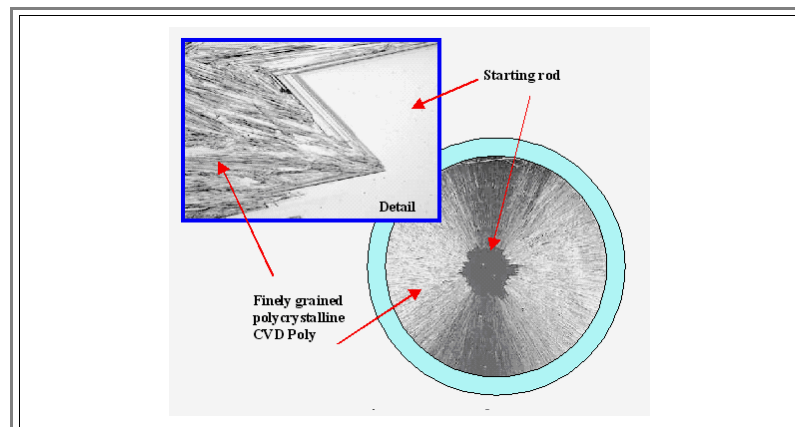 Starting rod
Detail
Finely grained
polycrystalline
CVD Poly